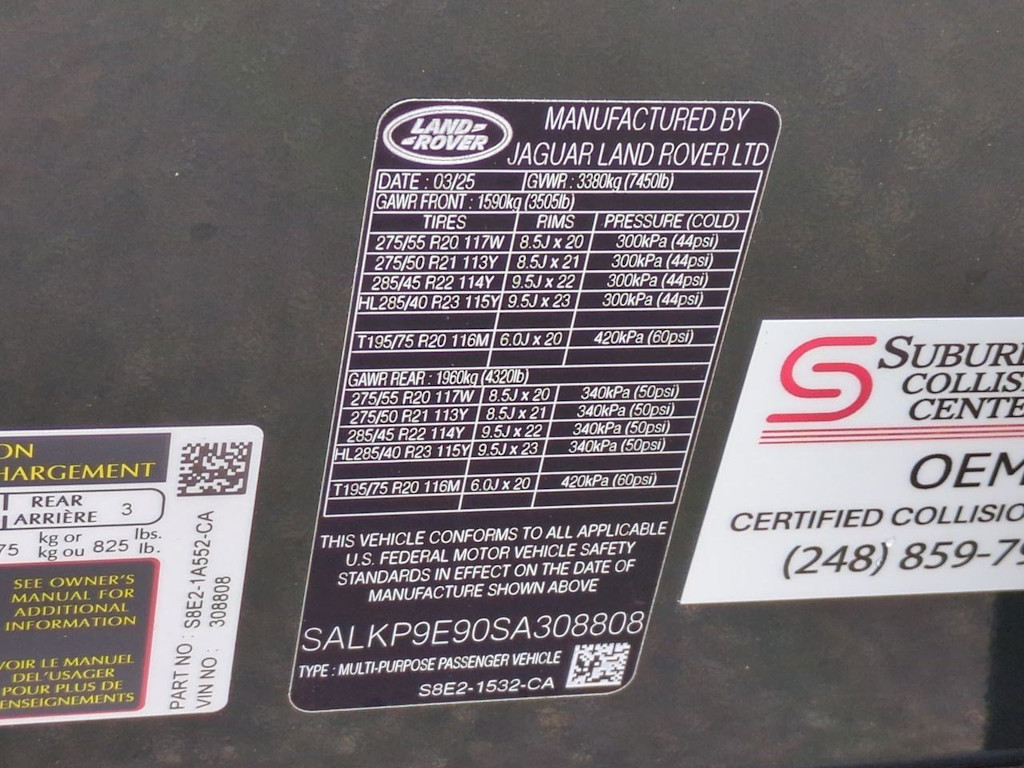 LAND-
-ROVER
MANUFACTURED BY
JAGUAR LAND ROVER LTD
DATE : 03/25 GVWR : 3380kg (7450lb)
GAWR FRONT : 1590kg (3505lb)
TIRES RIMS PRESSURE (COLD)
275/55 R20 117W 8.5J x 20 300kPa (44psi)
275/50 R21 113Y 8.5J x 21 300kPa (44psi)
285/45 R22 114Y 9.5J x 22 300kPa (44psi)
HL285/40 R23 115Y 9.5J x 23 300kPa (44psi)
T195/75 R20 116M 6.0J x 20 420kPa (60psi)
GAWR REAR : 1960kg (4320lb)
275/55 R20 117W 8.5J x 20 340kPa (50psi)
275/50 R21 113Y 8.5J x 21 340kPa (50psi)
285/45 R22 114Y 9.5J x 22 340kPa (50psi)
HL285/40 R23 115Y 9.5J x 23 340kPa (50psi)
T195/75 R20 116M 6.0J x 20 420kPa (60psi)
THIS VEHICLE CONFORMS TO ALL APPLICABLE
U.S. FEDERAL MOTOR VEHICLE SAFETY
STANDARDS IN EFFECT ON THE DATE OF
MANUFACTURE SHOWN ABOVE
SALKP9E90SA308808
TYPE : MULTI-PURPOSE PASSENGER VEHICLE
S8E2-1532-CA
ON
HARGEMENT
REAR
ARRIÈRE 3
75 kg or 825 lbs.
kg ou lb.
SEE OWNER'S
MANUAL FOR
ADDITIONAL
INFORMATION
VOIR LE MANUEL
DEL'USAGER
POUR PLUS DE
ENSEIGNEMENTS
PART NO : S8E2-1A552-CA
VIN NO : 308808
SUBUR
COLLIS
CENTE
OEM
CERTIFIED COLLISIO
(248) 859-79